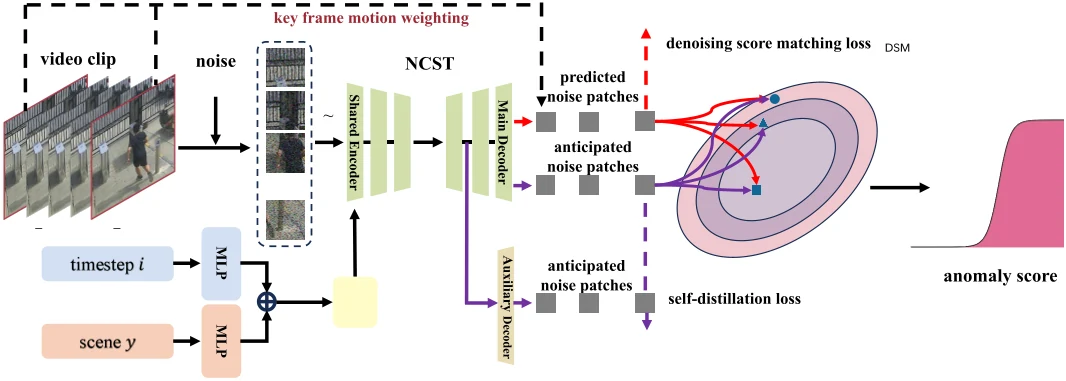 key frame motion weighting
video clip
noise
NCST
denoising score matching loss DSM
predicted
noise patches
~
Shared Encoder
Main Decoder
anticipated
noise patches
timestep i
MLP
scene y
MLP
Auxiliary Decoder
anticipated
noise patches
self-distillation loss
anomaly score